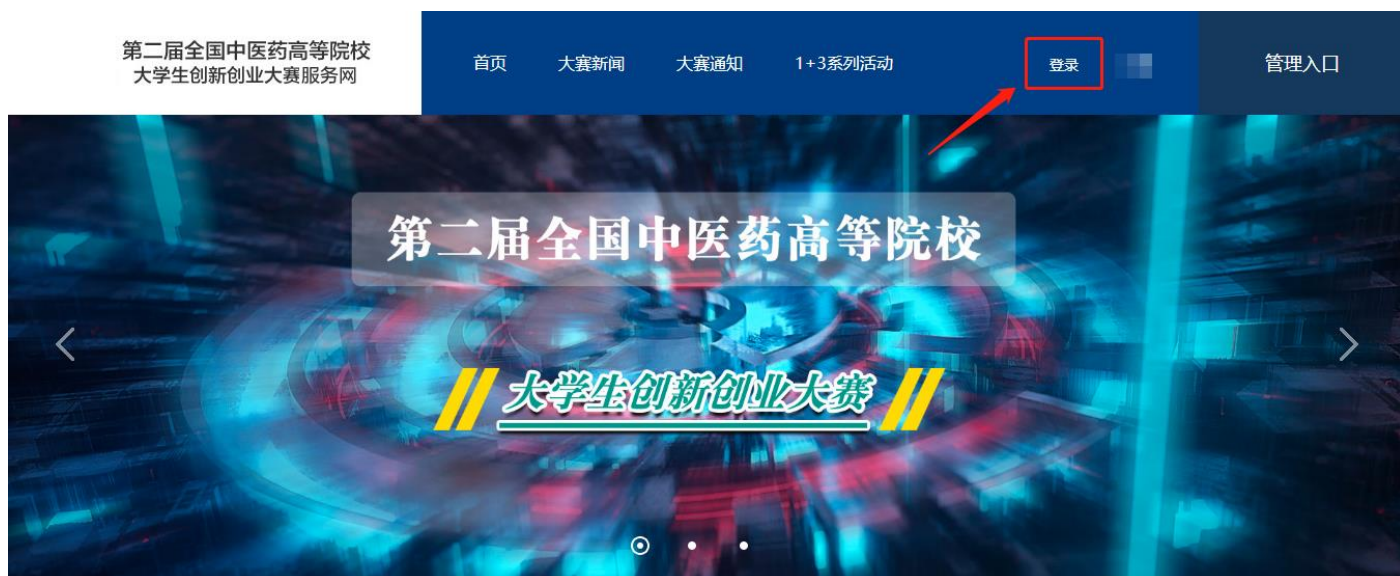 第二届全国中医药高等院校
大学生创新创业大赛服务网
首页
大赛新闻
大赛通知
1+3系列活动
登录
管理入口
第二届全国中医药高等院校
大学生创新创业大赛